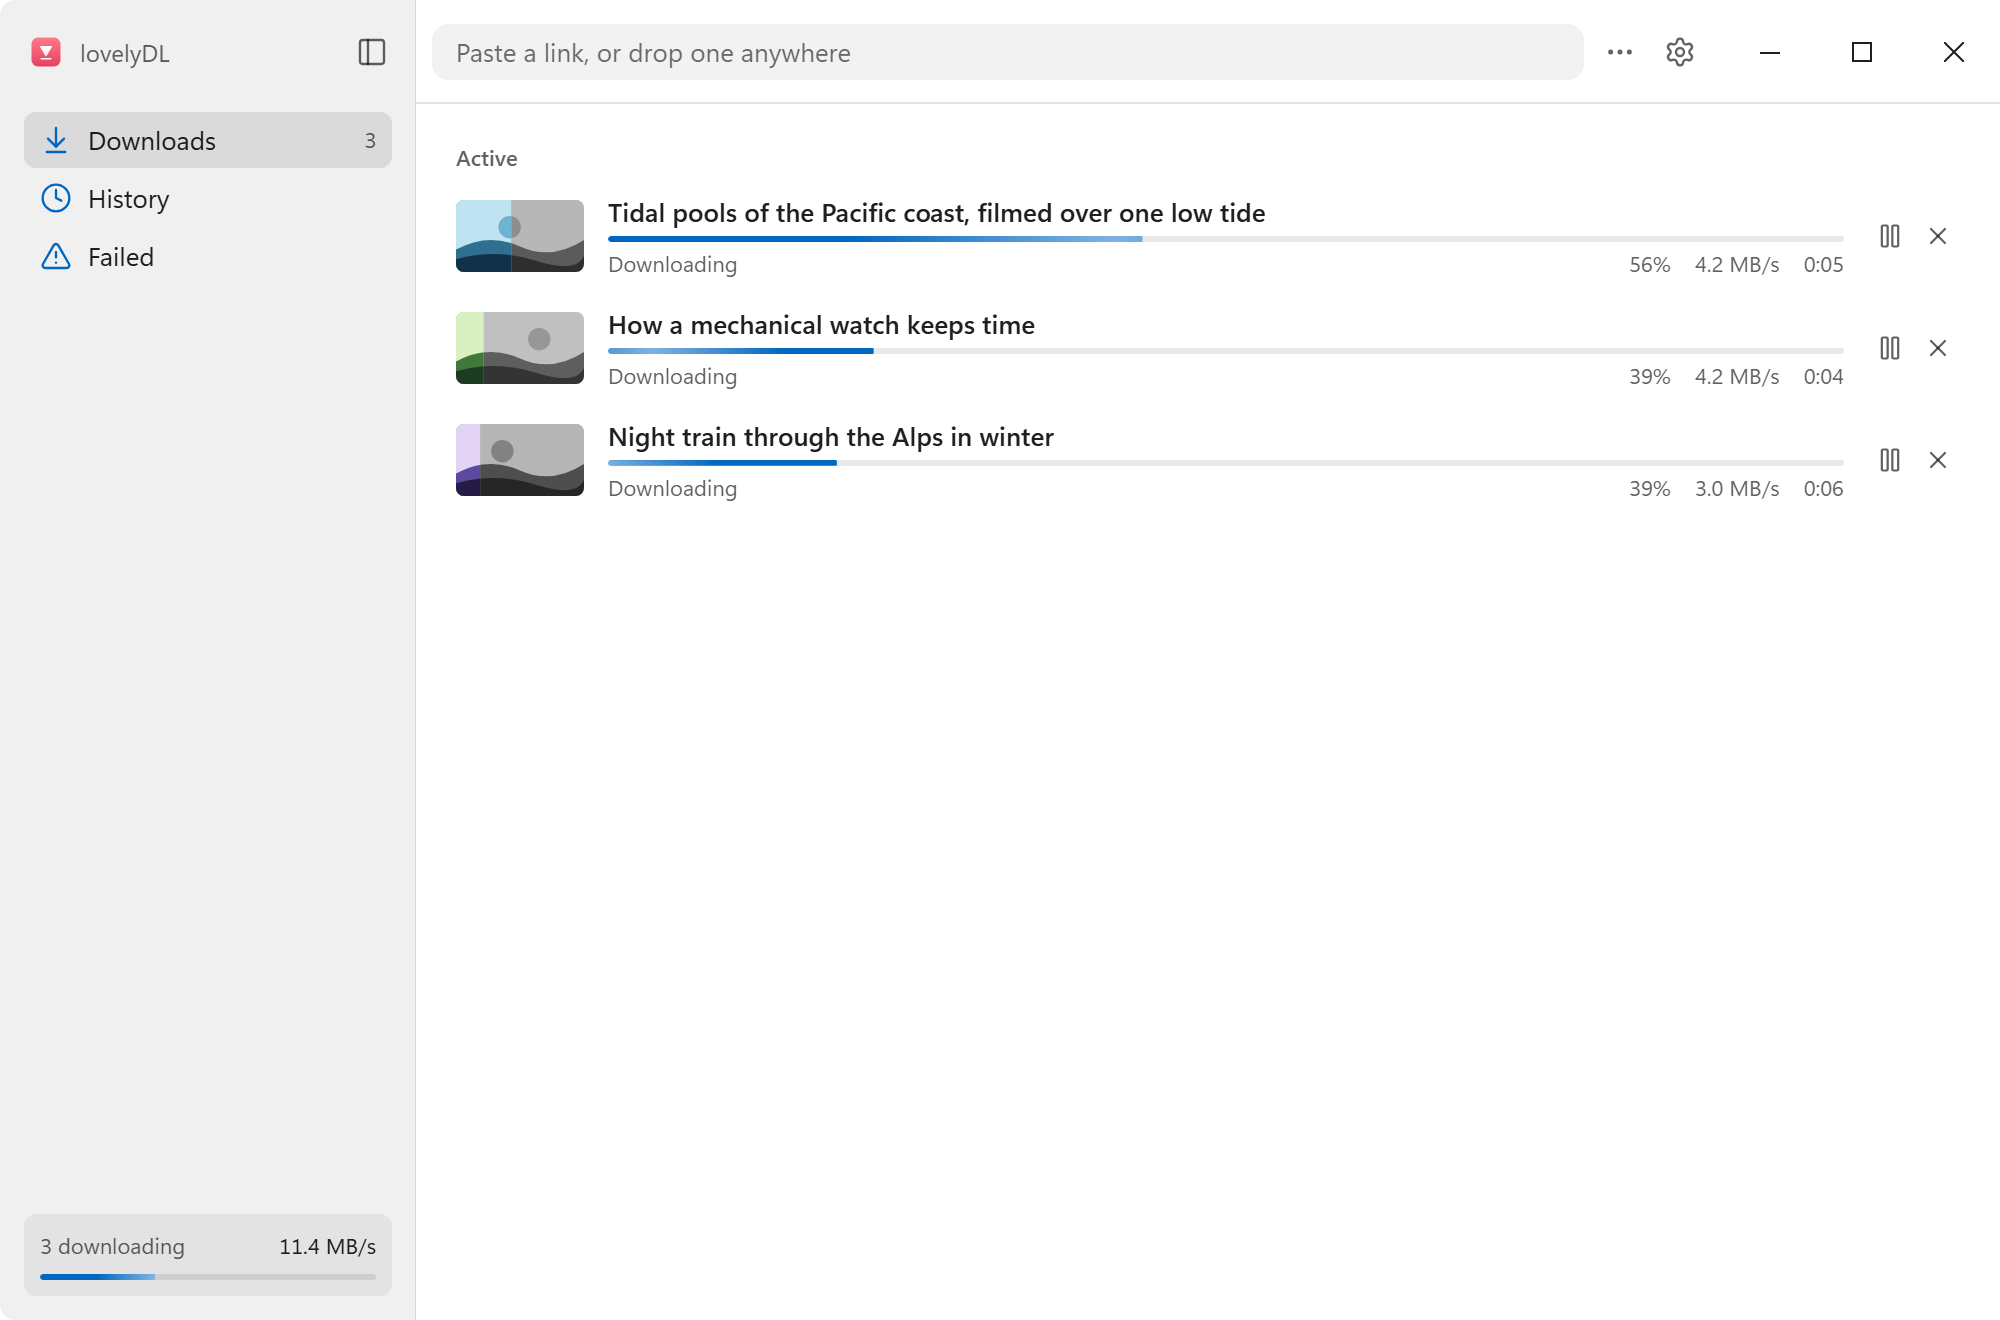 lovelyDL
Paste a link, or drop one anywhere
Downloads 3
History
Failed
Active
Tidal pools of the Pacific coast, filmed over one low tide
Downloading 56% 4.2 MB/s 0:05
How a mechanical watch keeps time
Downloading 39% 4.2 MB/s 0:04
Night train through the Alps in winter
Downloading 39% 3.0 MB/s 0:06
3 downloading 11.4 MB/s